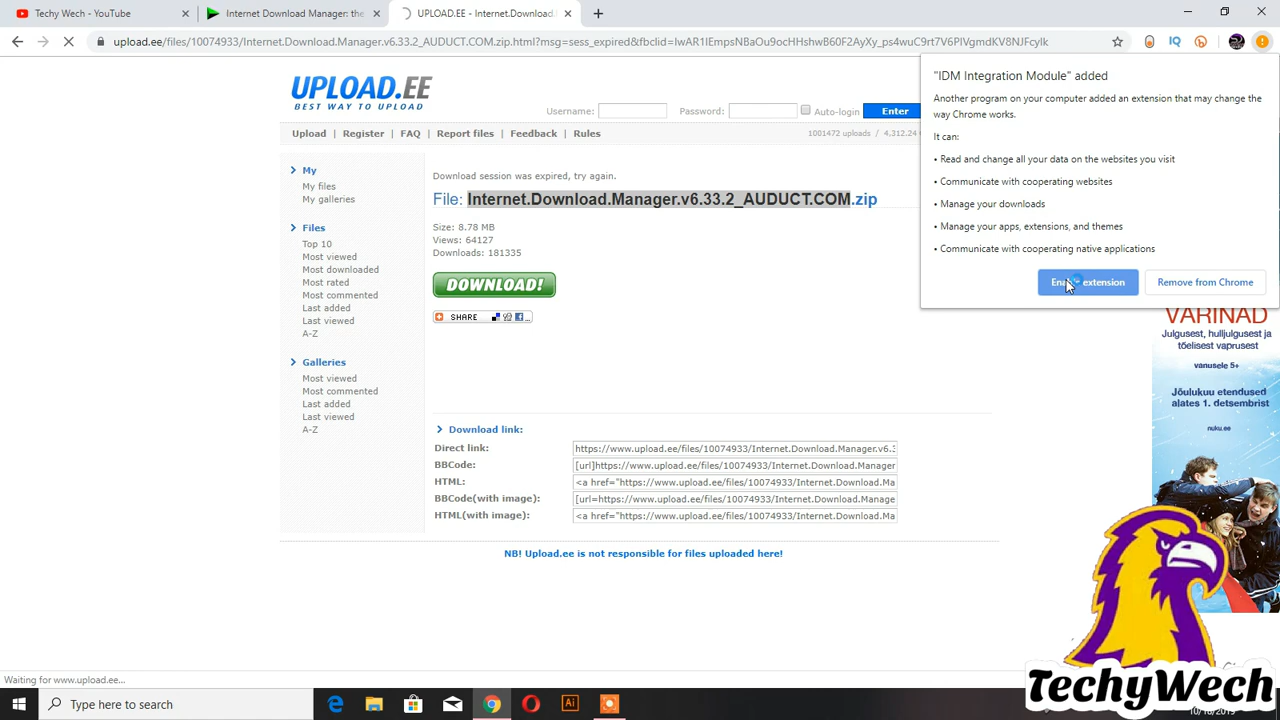 Techy Wech - YouTube
Internet Download Manager: the
UPLOAD.EE - Internet.Download.
upload.ee/files/10074933/Internet.Download.Manager.v6.33.2_AUDUCT.COM.zip.html?msg=sess_expired&fbclid=IwAR1lEmpsNBaOu9ocHHshwB60F2AyXy_ps4wuC9rt7V6PIVgmdKV8NJFcylk
IQ
"IDM Integration Module" added
Another program on your computer added an extension that may change the
way Chrome works.
It can:
• Read and change all your data on the websites you visit
• Communicate with cooperating websites
• Manage your downloads
• Manage your apps, extensions, and themes
• Communicate with cooperating native applications
extension
Remove from Chrome
UPLOAD.EE
BEST WAY TO UPLOAD
Username:
Password:
Auto-login
Enter
Upload | Register | FAQ | Report files | Feedback | Rules
1001472 uploads / 4,312.24
My
My files
My galleries
Files
Top 10
Most viewed
Most downloaded
Most rated
Most commented
Last added
Last viewed
A-Z
Galleries
Most viewed
Most commented
Last added
Last viewed
A-Z
Download session was expired, try again.
File: Internet.Download.Manager.v6.33.2_AUDUCT.COM.zip
Size: 8.78 MB
Views: 64127
Downloads: 181335
DOWNLOAD!
SHARE
Download link:
Direct link: https://www.upload.ee/files/10074933/Internet.Download.Manager.v6.
BBCode: [url]https://www.upload.ee/files/10074933/Internet.Download.Manager
HTML: <a href="https://www.upload.ee/files/10074933/Internet.Download.Ma
BBCode(with image): [url=https://www.upload.ee/files/10074933/Internet.Download.Manage
HTML(with image): <a href="https://www.upload.ee/files/10074933/Internet.Download.Ma
NB! Upload.ee is not responsible for files uploaded here!
VARINAD
Julgusest, hulljulgusest ja
tõelisest vaprusest
vanusele 5+
Jõulukuu etendused
alates 1. detsembrist
nuku.ee
TechyWech
Waiting for www.upload.ee...
Type here to search
Ai